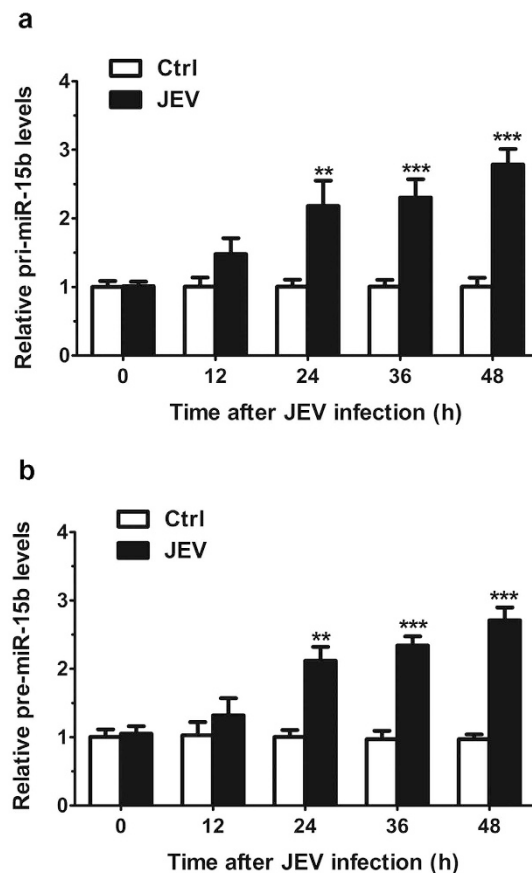 a
Ctrl
JEV
Relative pri-miR-15b levels
4
3
2
1
0
**
***
***
0 12 24 36 48
Time after JEV infection (h)
b
Ctrl
JEV
Relative pre-miR-15b levels
4
3
2
1
0
**
***
***
0 12 24 36 48
Time after JEV infection (h)